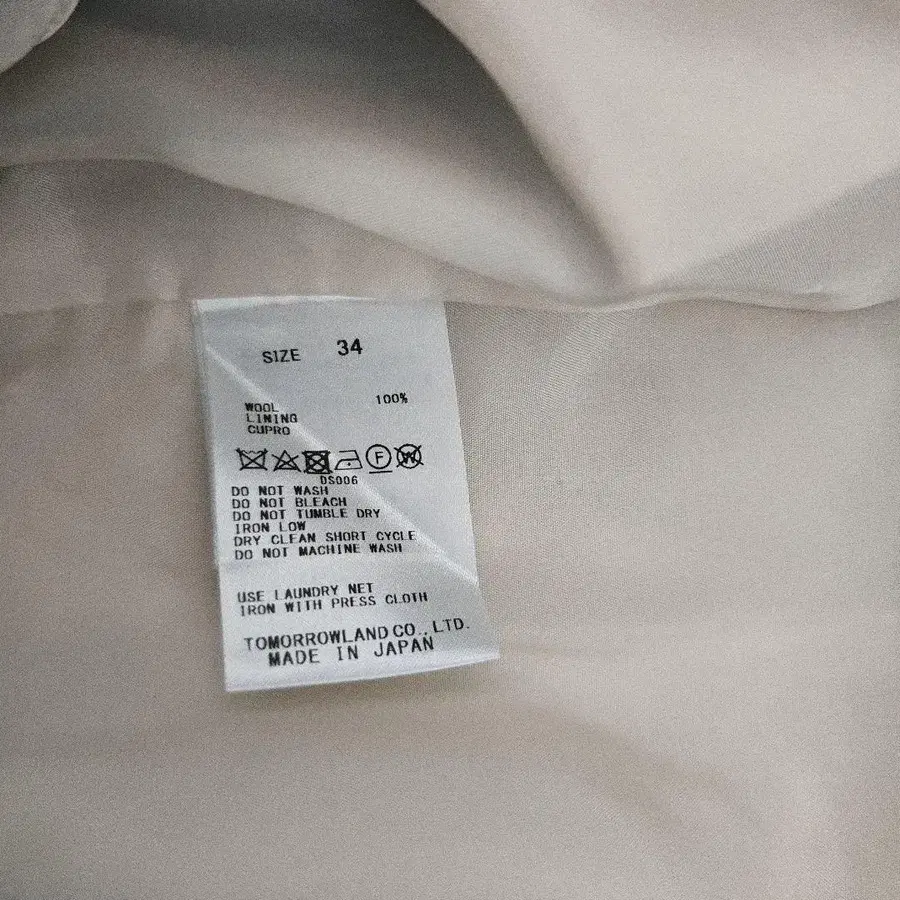 SIZE 34
WOOL 100%
LINING
CUPRO
F W
DS006
DO NOT WASH
DO NOT BLEACH
DO NOT TUMBLE DRY
IRON LOW
DRY CLEAN SHORT CYCLE
DO NOT MACHINE WASH
USE LAUNDRY NET
IRON WITH PRESS CLOTH
TOMORROWLAND CO., LTD.
MADE IN JAPAN